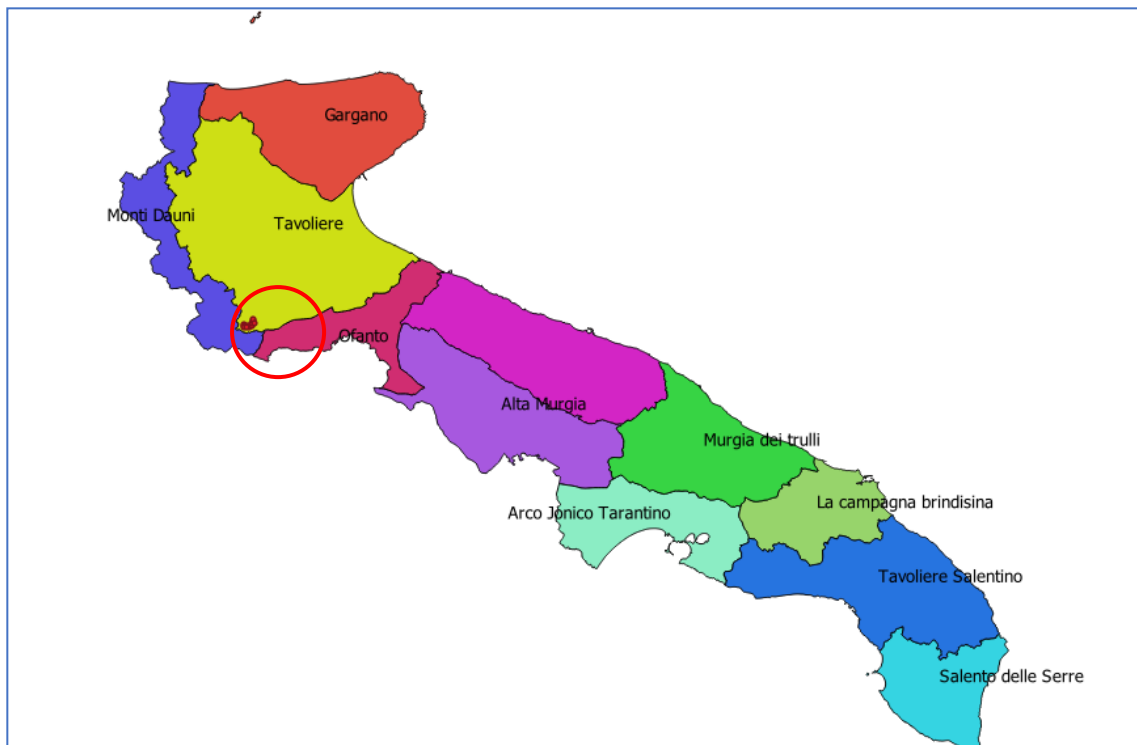 Gargano
Monti Dauni
Tavoliere
Ofanto
Alta Murgia
Murgia dei trulli
La campagna brindisina
Arco Jonico Tarantino
Tavoliere Salentino
Salento delle Serre